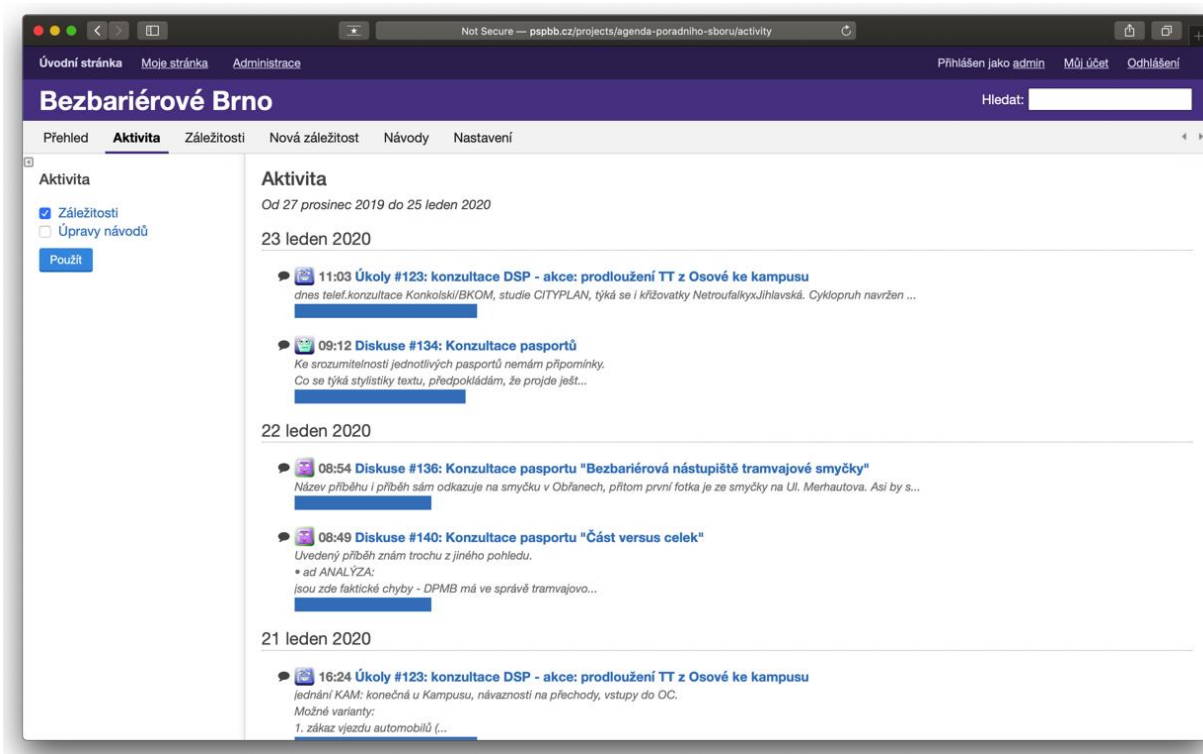 Not Secure — pspbb.cz/projects/agenda-poradniho-sboru/activity
Úvodní stránka Moje stránka Administrace
Přihlášen jako admin Můj účet Odhlášení
Bezbariérové Brno
Hledat:
Přehled Aktivita Záležitosti Nová záležitost Návody Nastavení
Aktivita
Záležitosti
Úpravy návodů
Použít
Aktivita
Od 27 prosinec 2019 do 25 leden 2020
23 leden 2020
11:03 Úkoly #123: konzultace DSP - akce: prodloužení TT z Osové ke kampusu
dnes telef.konzultace Konkolski/BKOM, studie CITYPLAN, týká se i křižovatky NetroufalkyxJihlavská. Cyklopruh navržen ...
09:12 Diskuse #134: Konzultace pasportů
Ke srozumitelnosti jednotlivých pasportů nemám připomínky.
Co se týká stylistiky textu, předpokládám, že projde ješt...
22 leden 2020
08:54 Diskuse #136: Konzultace pasportu "Bezbariérová nástupiště tramvajové smyčky"
Název příběhu i příběh sám odkazuje na smyčku v Obřanech, přitom první fotka je ze smyčky na Ul. Merhautova. Asi by s...
08:49 Diskuse #140: Konzultace pasportu "Část versus celek"
Uvedený příběh znám trochu z jiného pohledu.
• ad ANALÝZA:
jsou zde faktické chyby - DPMB má ve správě tramvajovo...
21 leden 2020
16:24 Úkoly #123: konzultace DSP - akce: prodloužení TT z Osové ke kampusu
jednání KAM: konečná u Kampusu, návaznosti na přechody, vstupy do OC.
Možné varianty:
1. zákaz vjezdu automobilů (...